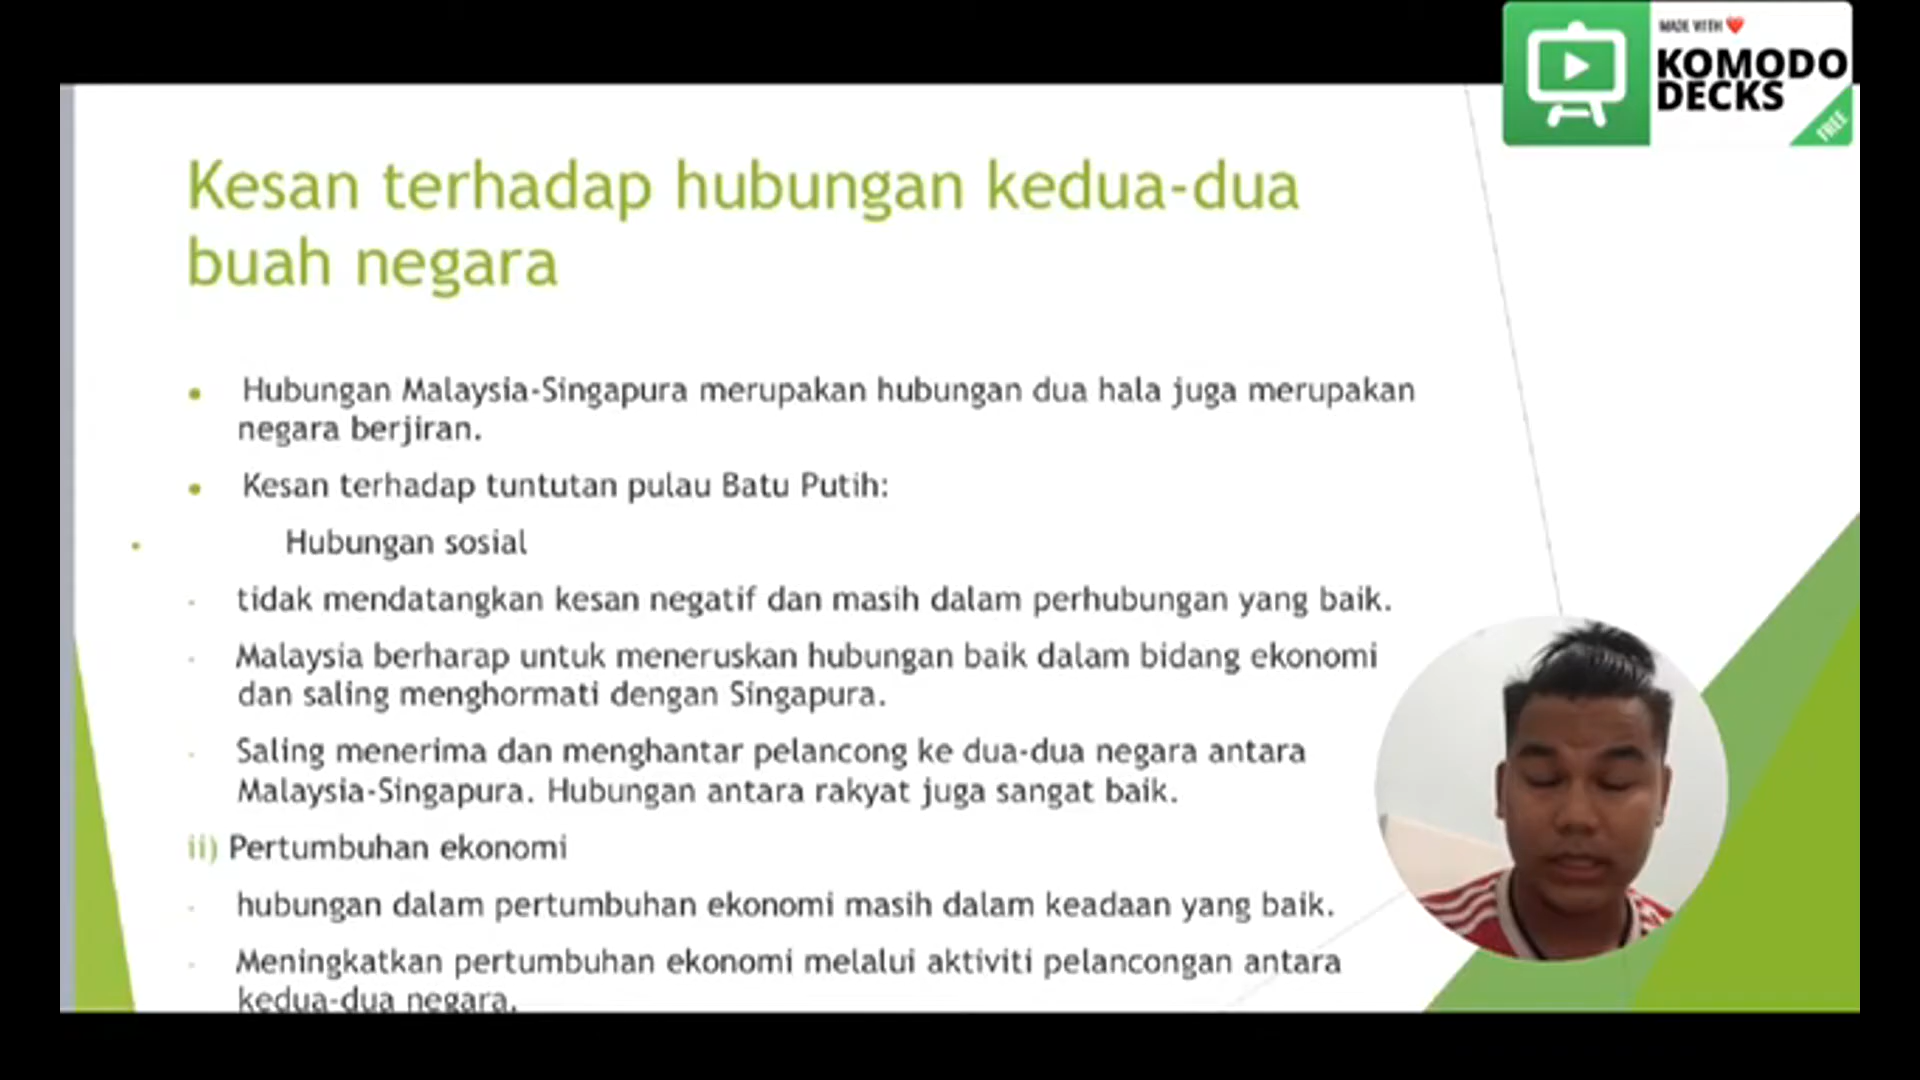 MADE WITH ❤
KOMODO
DECKS
FREE
Kesan terhadap hubungan kedua-dua
buah negara
• Hubungan Malaysia-Singapura merupakan hubungan dua hala juga merupakan
negara berjiran.
• Kesan terhadap tuntutan pulau Batu Putih:
• Hubungan sosial
- tidak mendatangkan kesan negatif dan masih dalam perhubungan yang baik.
- Malaysia berharap untuk meneruskan hubungan baik dalam bidang ekonomi
dan saling menghormati dengan Singapura.
- Saling menerima dan menghantar pelancong ke dua-dua negara antara
Malaysia-Singapura. Hubungan antara rakyat juga sangat baik.
ii) Pertumbuhan ekonomi
- hubungan dalam pertumbuhan ekonomi masih dalam keadaan yang baik.
- Meningkatkan pertumbuhan ekonomi melalui aktiviti pelancongan antara
kedua-dua negara.